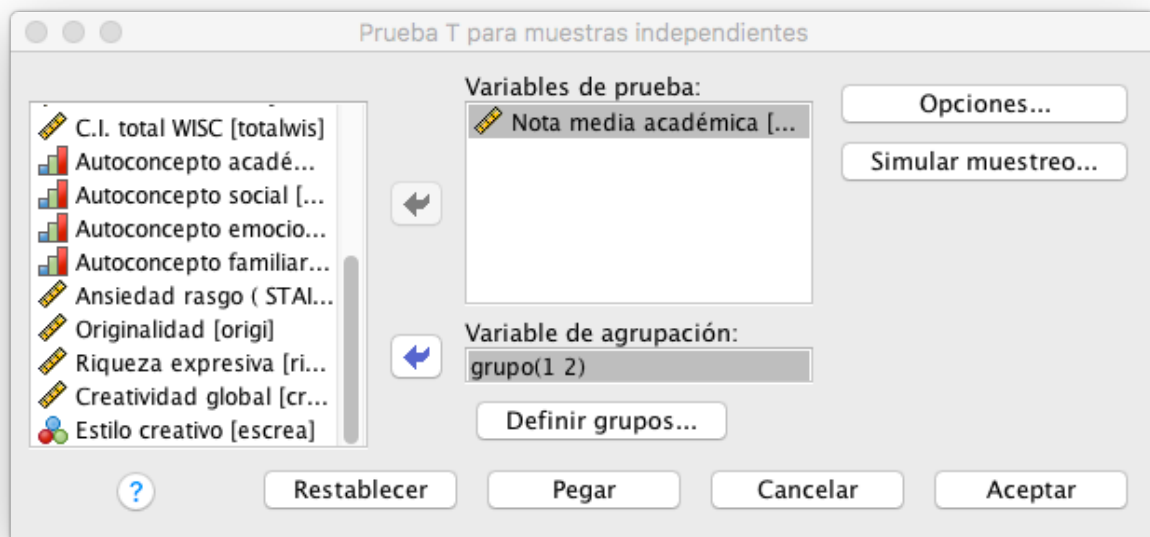 Prueba T para muestras independientes
Variables de prueba:
Nota media académica [...
Opciones...
Simular muestreo...
C.I. total WISC [totalwis]
Autoconcepto acadé...
Autoconcepto social [...
Autoconcepto emocio...
Autoconcepto familiar...
Ansiedad rasgo ( STAI...
Originalidad [origi]
Riqueza expresiva [ri...
Creatividad global [cr...
Estilo creativo [escrea]
Variable de agrupación:
grupo(1 2)
Definir grupos...
?
Restablecer
Pegar
Cancelar
Aceptar